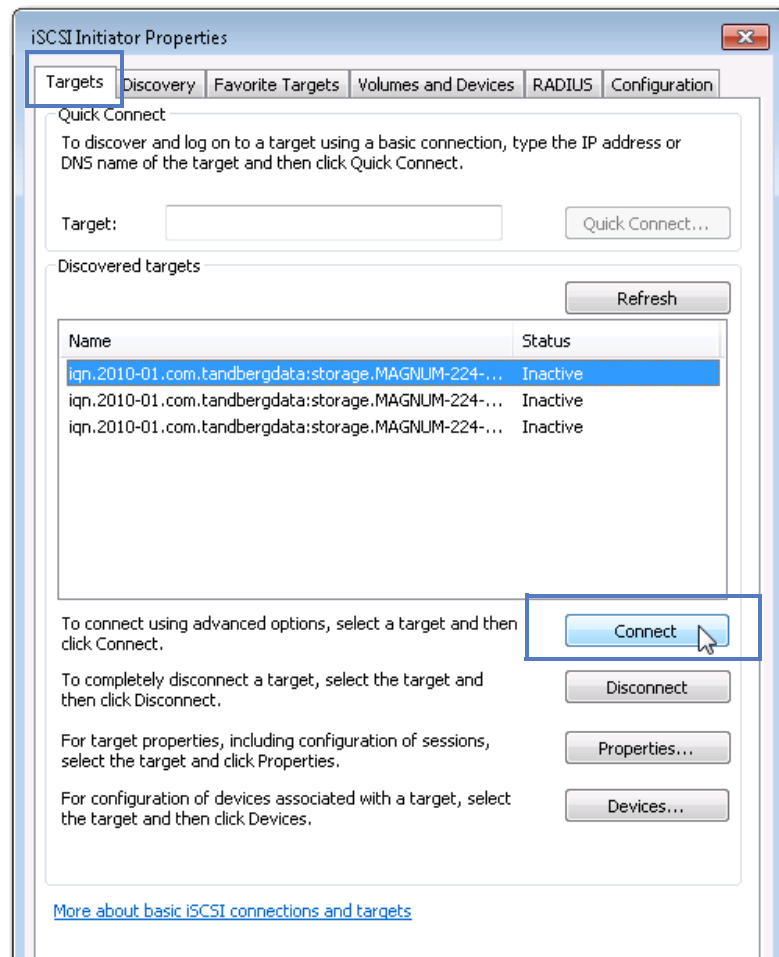 iSCSI Initiator Properties
Targets Discovery Favorite Targets Volumes and Devices RADIUS Configuration
Quick Connect
To discover and log on to a target using a basic connection, type the IP address or
DNS name of the target and then click Quick Connect.
Target: Quick Connect...
Discovered targets
Refresh
Name Status
iqn.2010-01.com.tandbergdata:storage.MAGNUM-224-... Inactive
iqn.2010-01.com.tandbergdata:storage.MAGNUM-224-... Inactive
iqn.2010-01.com.tandbergdata:storage.MAGNUM-224-... Inactive
To connect using advanced options, select a target and then
click Connect.
Connect
To completely disconnect a target, select the target and
then click Disconnect.
Disconnect
For target properties, including configuration of sessions,
select the target and click Properties.
Properties...
For configuration of devices associated with a target, select
the target and then click Devices.
Devices...
More about basic iSCSI connections and targets